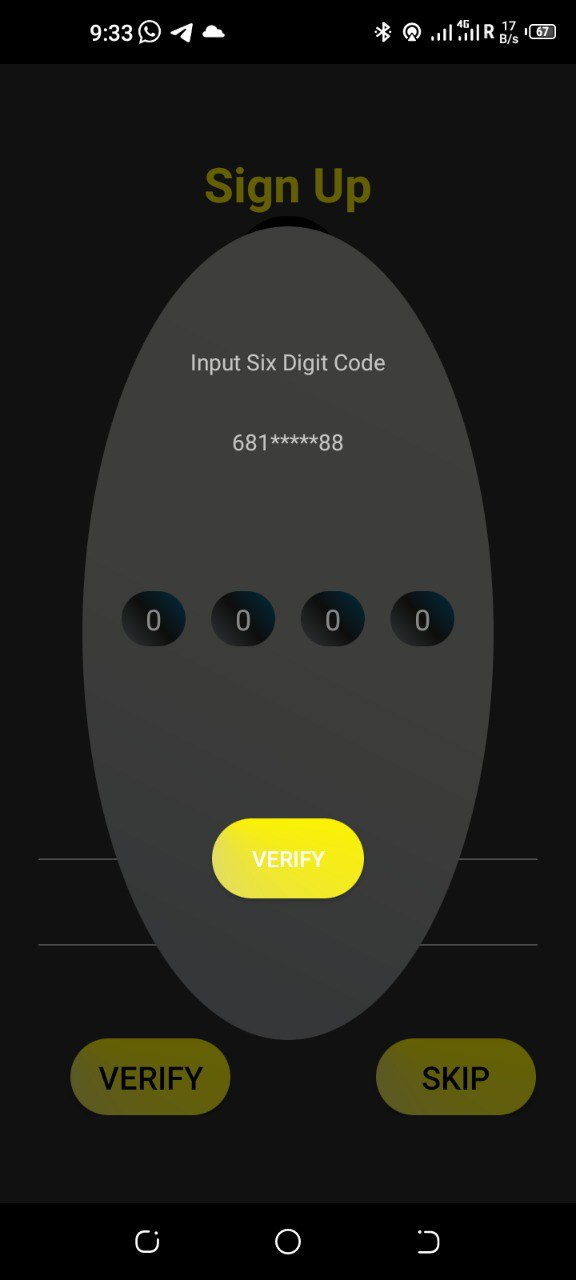 9:33 4G R 17 B/s 67
Sign Up
Input Six Digit Code
681*****88
0 0 0 0
VERIFY
VERIFY SKIP